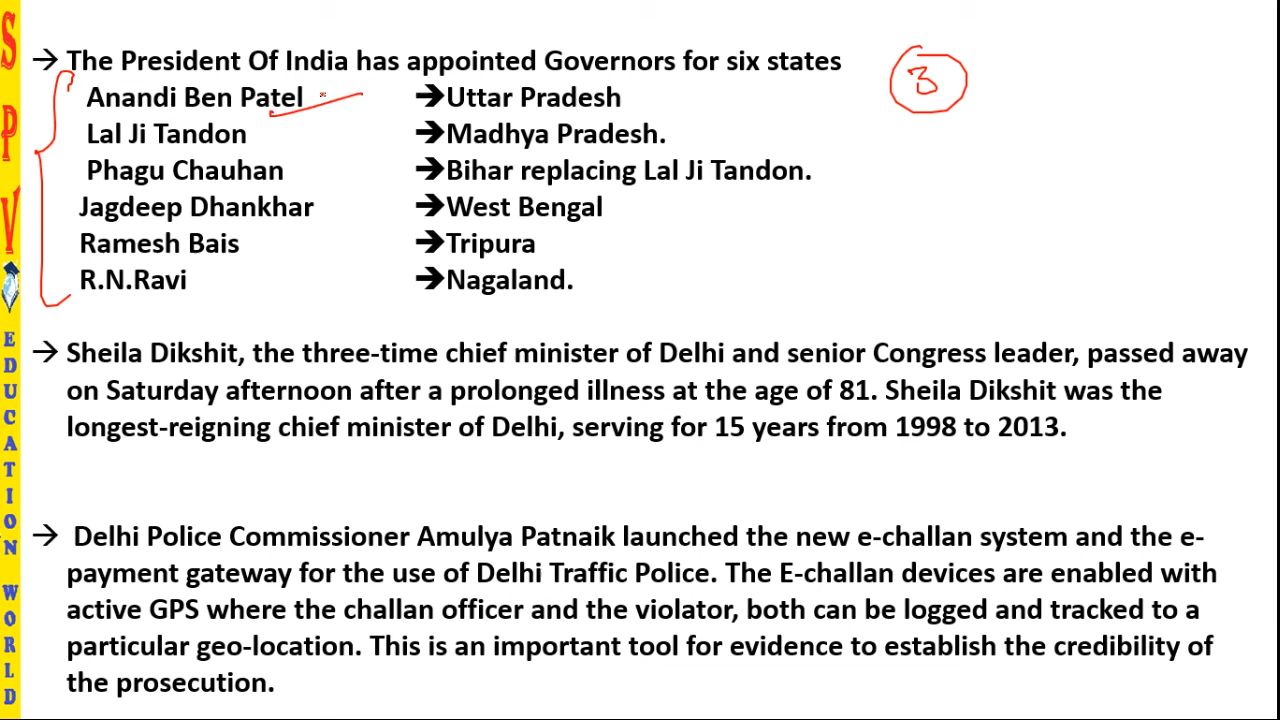 S P V EDUCATION WORLD
→ The President Of India has appointed Governors for six states
3
Anandi Ben Patel ➔Uttar Pradesh
Lal Ji Tandon ➔Madhya Pradesh.
Phagu Chauhan ➔Bihar replacing Lal Ji Tandon.
Jagdeep Dhankhar ➔West Bengal
Ramesh Bais ➔Tripura
R.N.Ravi ➔Nagaland.
→ Sheila Dikshit, the three-time chief minister of Delhi and senior Congress leader, passed away
on Saturday afternoon after a prolonged illness at the age of 81. Sheila Dikshit was the
longest-reigning chief minister of Delhi, serving for 15 years from 1998 to 2013.
→ Delhi Police Commissioner Amulya Patnaik launched the new e-challan system and the e-
payment gateway for the use of Delhi Traffic Police. The E-challan devices are enabled with
active GPS where the challan officer and the violator, both can be logged and tracked to a
particular geo-location. This is an important tool for evidence to establish the credibility of
the prosecution.